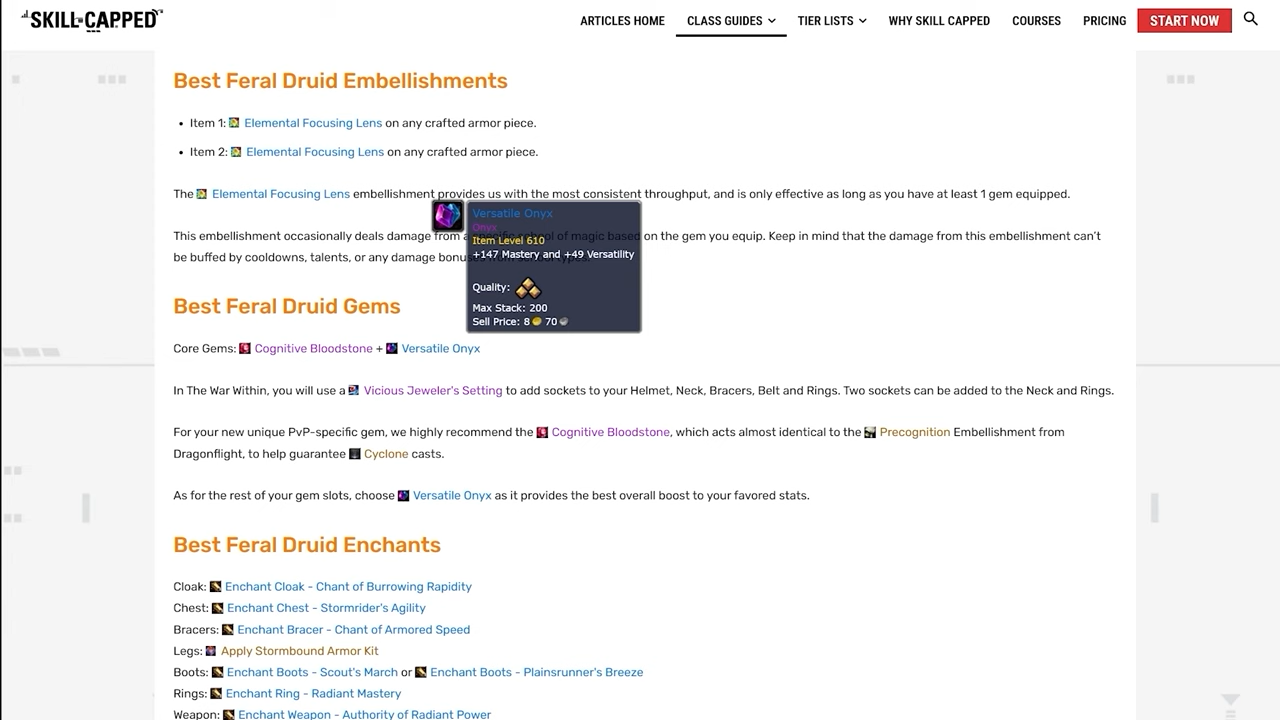 SKILL-CAPPED
ARTICLES HOME CLASS GUIDES TIER LISTS WHY SKILL CAPPED COURSES PRICING START NOW
Best Feral Druid Embellishments
• Item 1: Elemental Focusing Lens on any crafted armor piece.
• Item 2: Elemental Focusing Lens on any crafted armor piece.
The Elemental Focusing Lens embellishment provides us with the most consistent throughput, and is only effective as long as you have at least 1 gem equipped.
Versatile Onyx
Onyx
Item Level 610
+147 Mastery and +49 Versatility
Quality:
Max Stack: 200
Sell Price: 8 70
This embellishment occasionally deals damage from a specific school of magic based on the gem you equip. Keep in mind that the damage from this embellishment can't
be buffed by cooldowns, talents, or any damage bonuses from
Best Feral Druid Gems
Core Gems: Cognitive Bloodstone + Versatile Onyx
In The War Within, you will use a Vicious Jeweler's Setting to add sockets to your Helmet, Neck, Bracers, Belt and Rings. Two sockets can be added to the Neck and Rings.
For your new unique PvP-specific gem, we highly recommend the Cognitive Bloodstone, which acts almost identical to the Precognition Embellishment from
Dragonflight, to help guarantee Cyclone casts.
As for the rest of your gem slots, choose Versatile Onyx as it provides the best overall boost to your favored stats.
Best Feral Druid Enchants
Cloak: Enchant Cloak - Chant of Burrowing Rapidity
Chest: Enchant Chest - Stormrider's Agility
Bracers: Enchant Bracer - Chant of Armored Speed
Legs: Apply Stormbound Armor Kit
Boots: Enchant Boots - Scout's March or Enchant Boots - Plainsrunner's Breeze
Rings: Enchant Ring - Radiant Mastery
Weapon: Enchant Weapon - Authority of Radiant Power